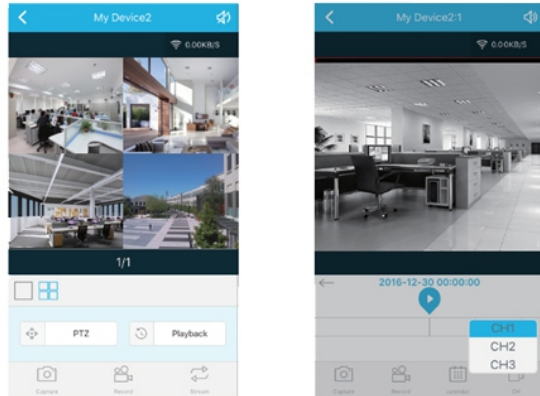 My Device2
0.00KB/S
1/1
PTZ
Playback
Capture
Record
Stream
My Device2:1
0.00KB/S
2016-12-30 00:00:00
CH1
CH2
CH3
Capture
Record